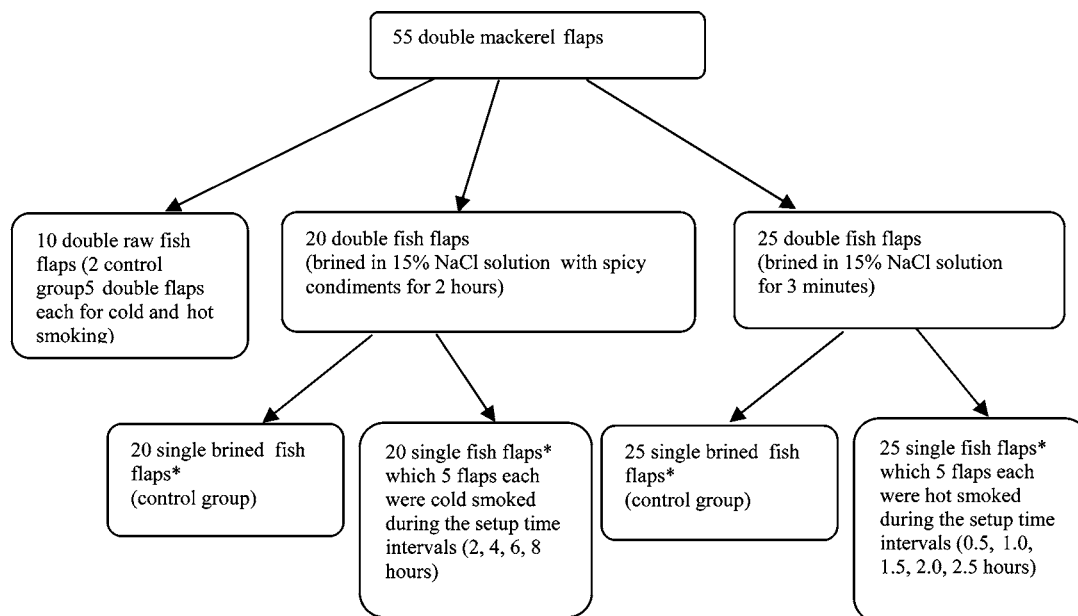 55 double mackerel flaps
10 double raw fish
flaps (2 control
group5 double flaps
each for cold and hot
smoking)
20 double fish flaps
(brined in 15% NaCl solution with spicy
condiments for 2 hours)
25 double fish flaps
(brined in 15% NaCl solution
for 3 minutes)
20 single brined fish
flaps*
(control group)
20 single fish flaps*
which 5 flaps each
were cold smoked
during the setup time
intervals (2, 4, 6, 8
hours)
25 single brined fish
flaps*
(control group)
25 single fish flaps*
which 5 flaps each
were hot smoked
during the setup time
intervals (0.5, 1.0,
1.5, 2.0, 2.5 hours)